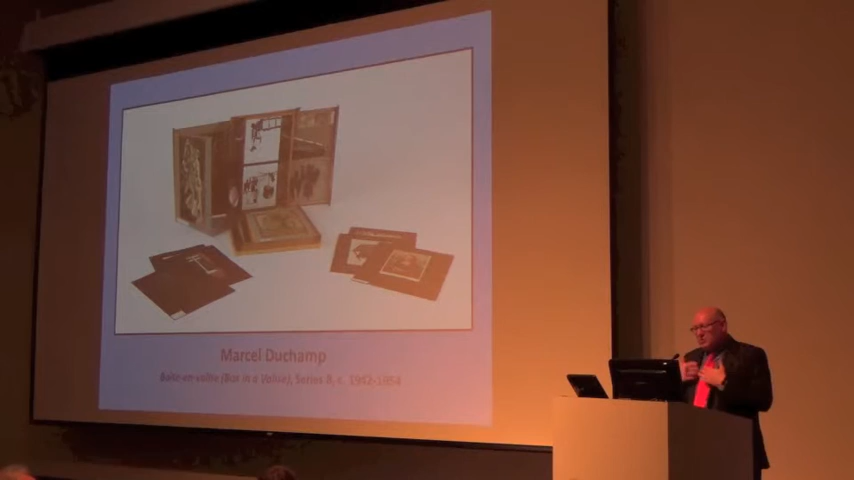 Marcel Duchamp
Boîte-en-valise (Box in a Valise), Series B, c. 1942-1954